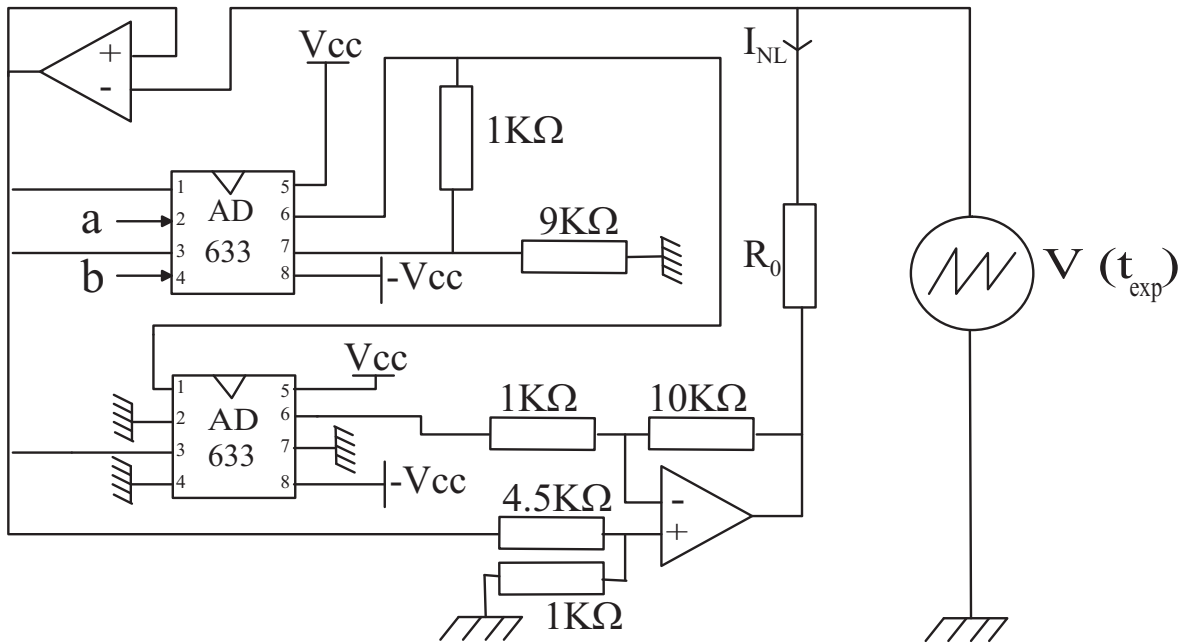 +
-
I_NL
Vcc
1KΩ
1
2
3
4
AD
633
5
6
7
8
a
b
9KΩ
-Vcc
R_0
V (t_exp)
Vcc
1
2
3
4
AD
633
5
6
7
8
-Vcc
1KΩ
10KΩ
4.5KΩ
-
+
1KΩ